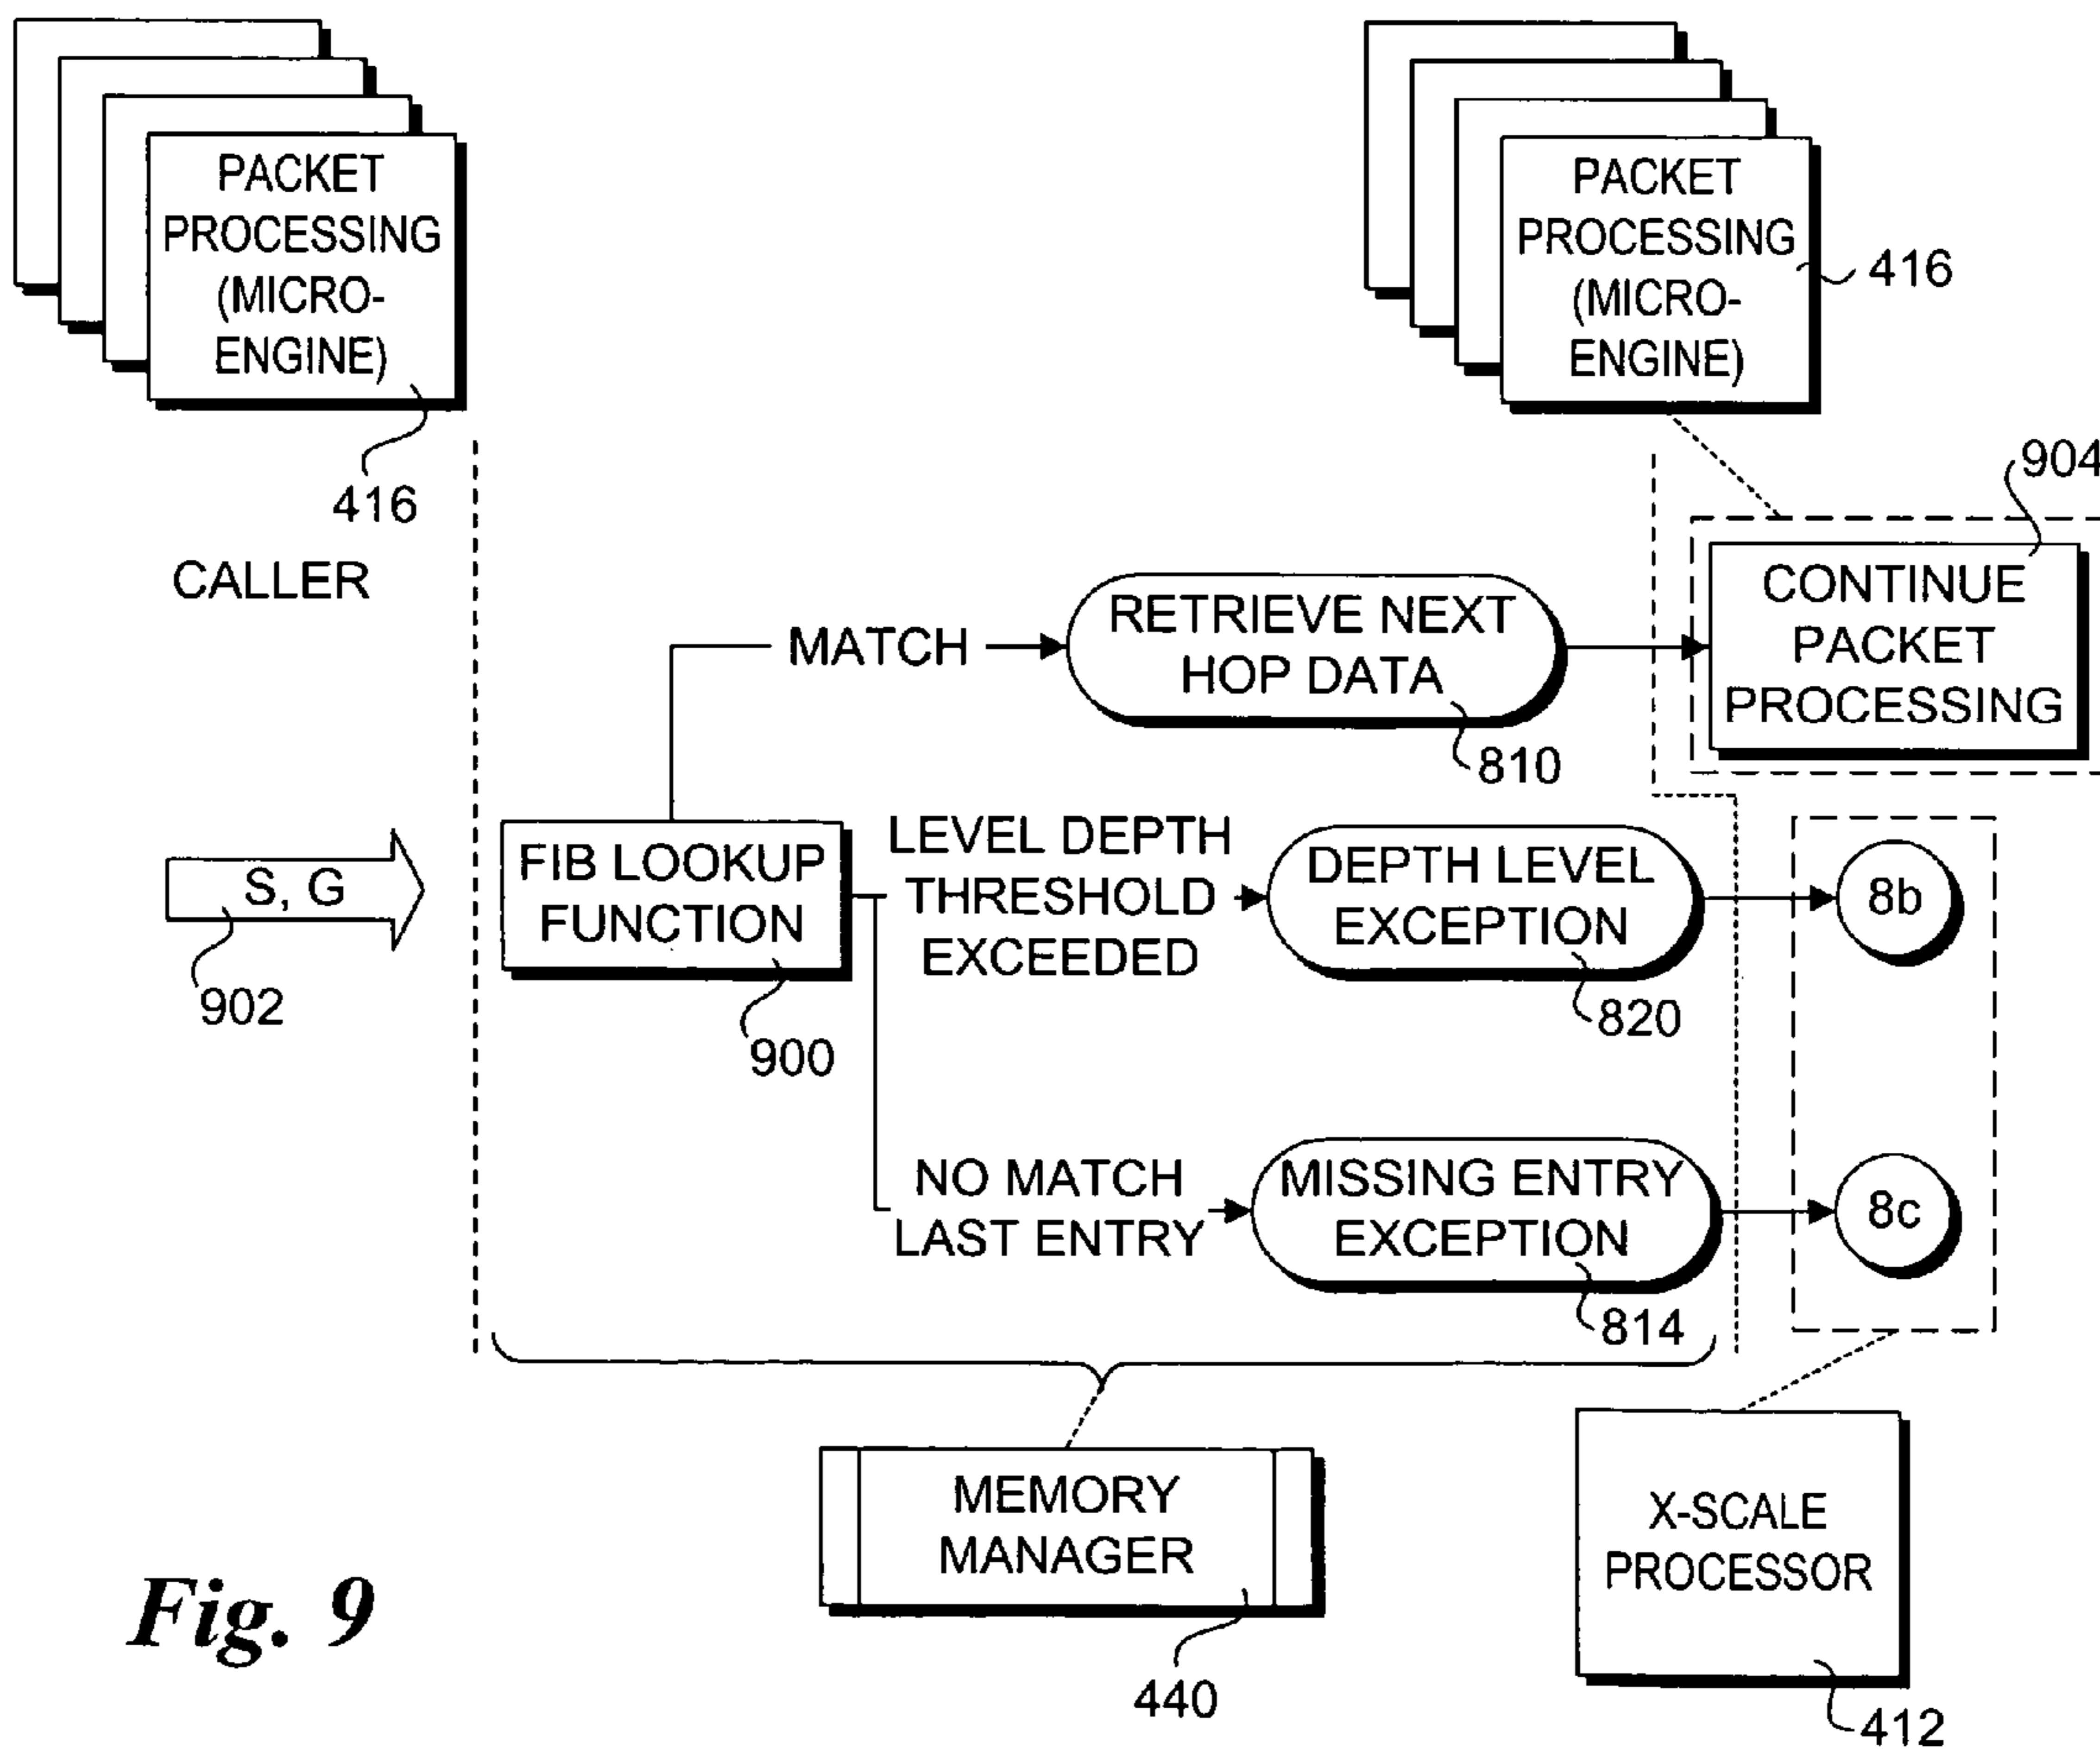 PACKET
PROCESSING
(MICRO-
ENGINE)
416
CALLER
PACKET
PROCESSING
(MICRO-
ENGINE)
416
904
MATCH
RETRIEVE NEXT
HOP DATA
810
CONTINUE
PACKET
PROCESSING
S, G
902
FIB LOOKUP
FUNCTION
900
LEVEL DEPTH
THRESHOLD
EXCEEDED
DEPTH LEVEL
EXCEPTION
820
8b
NO MATCH
LAST ENTRY
MISSING ENTRY
EXCEPTION
814
8c
MEMORY
MANAGER
440
X-SCALE
PROCESSOR
412
Fig. 9